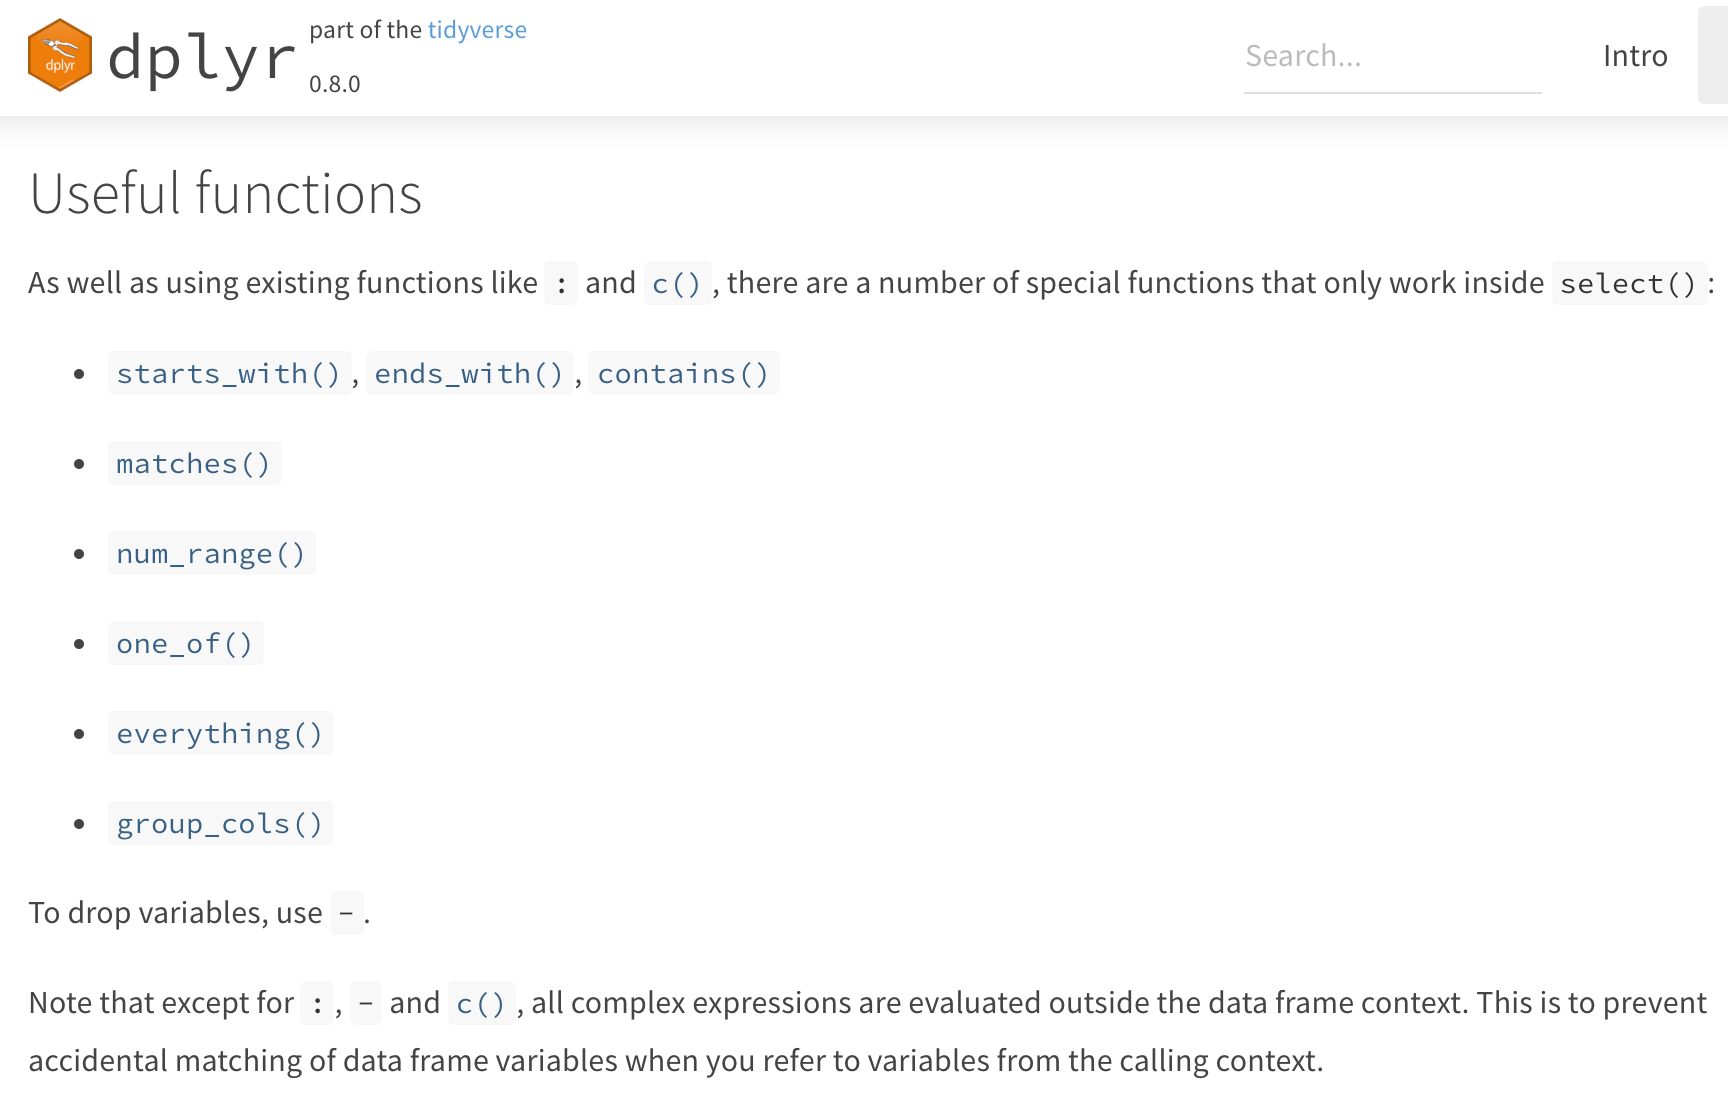 dplyr
dplyr
part of the tidyverse
0.8.0
Search...
Intro
Useful functions
As well as using existing functions like : and c(), there are a number of special functions that only work inside select():
• starts_with(), ends_with(), contains()
• matches()
• num_range()
• one_of()
• everything()
• group_cols()
To drop variables, use -.
Note that except for :, - and c(), all complex expressions are evaluated outside the data frame context. This is to prevent
accidental matching of data frame variables when you refer to variables from the calling context.